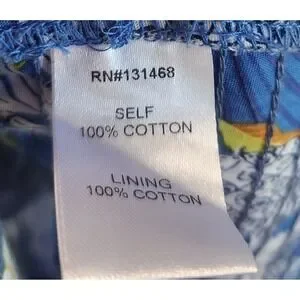 RN#131468
SELF
100% COTTON
LINING
100% COTTON